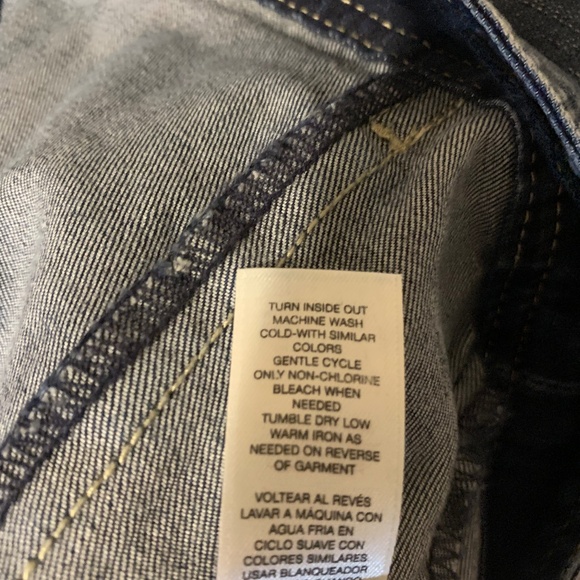 TURN INSIDE OUT
MACHINE WASH
COLD-WITH SIMILAR
COLORS
GENTLE CYCLE
ONLY NON-CHLORINE
BLEACH WHEN
NEEDED
TUMBLE DRY LOW
WARM IRON AS
NEEDED ON REVERSE
OF GARMENT
VOLTEAR AL REVÉS
LAVAR A MÁQUINA CON
AGUA FRIA EN
CICLO SUAVE CON
COLORES SIMILARES
USAR BLANQUEADOR